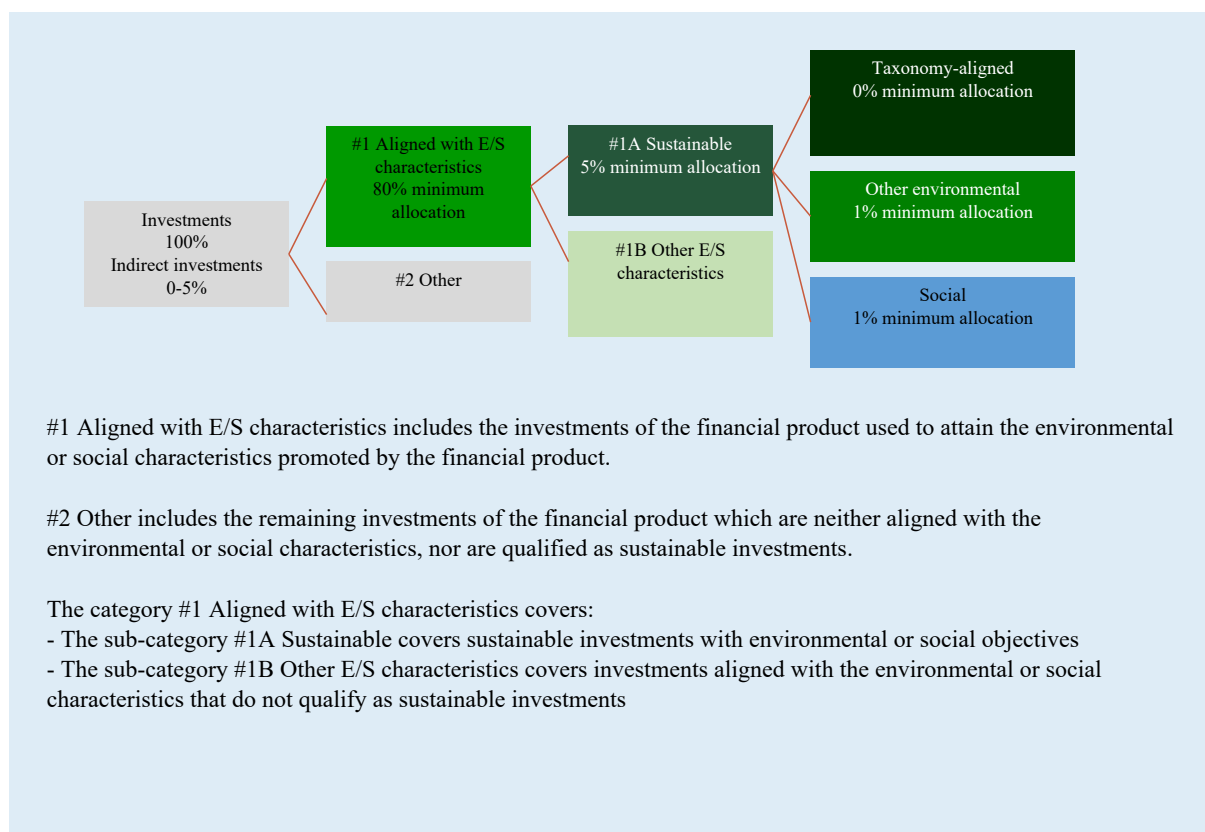 Investments
100%
Indirect investments
0-5%
#1 Aligned with E/S
characteristics
80% minimum
allocation
#2 Other
#1A Sustainable
5% minimum allocation
#1B Other E/S
characteristics
Taxonomy-aligned
0% minimum allocation
Other environmental
1% minimum allocation
Social
1% minimum allocation
#1 Aligned with E/S characteristics includes the investments of the financial product used to attain the environmental
or social characteristics promoted by the financial product.
#2 Other includes the remaining investments of the financial product which are neither aligned with the
environmental or social characteristics, nor are qualified as sustainable investments.
The category #1 Aligned with E/S characteristics covers:
- The sub-category #1A Sustainable covers sustainable investments with environmental or social objectives
- The sub-category #1B Other E/S characteristics covers investments aligned with the environmental or social
characteristics that do not qualify as sustainable investments